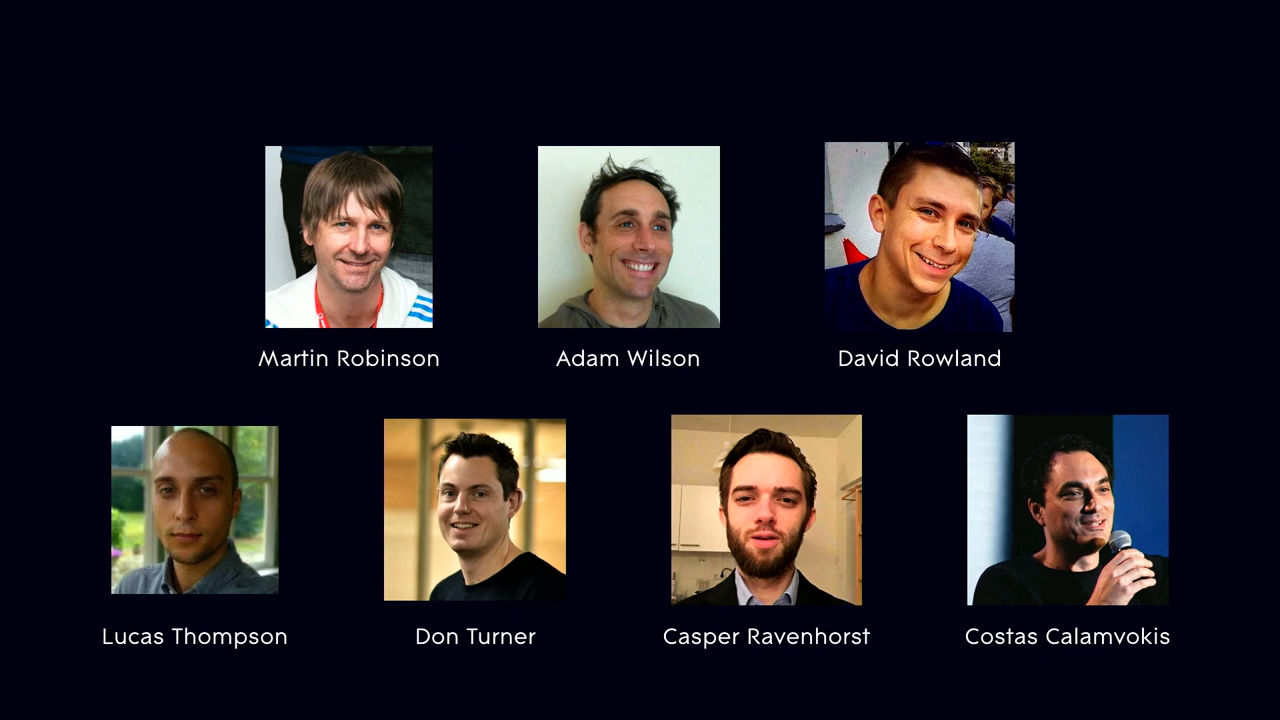 Martin Robinson
Adam Wilson
David Rowland
Lucas Thompson
Don Turner
Casper Ravenhorst
Costas Calamvokis